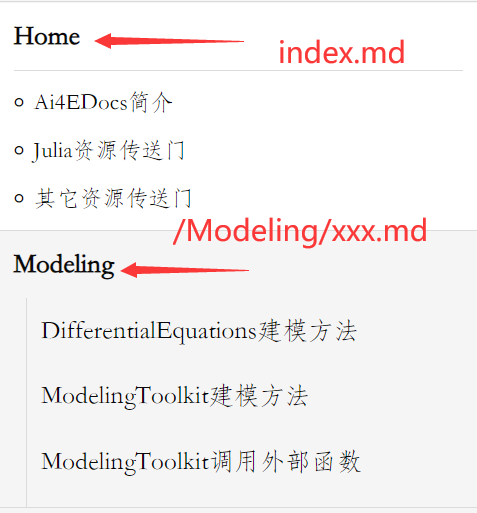 Home
index.md
Ai4EDocs简介
Julia资源传送门
其它资源传送门
/Modeling/xxx.md
Modeling
DifferentialEquations建模方法
ModelingToolkit建模方法
ModelingToolkit调用外部函数